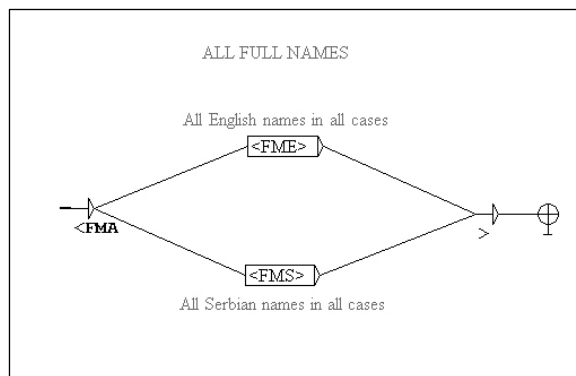 ALL FULL NAMES
All English names in all cases
<FME>
<FMA
>
<FMS>
All Serbian names in all cases